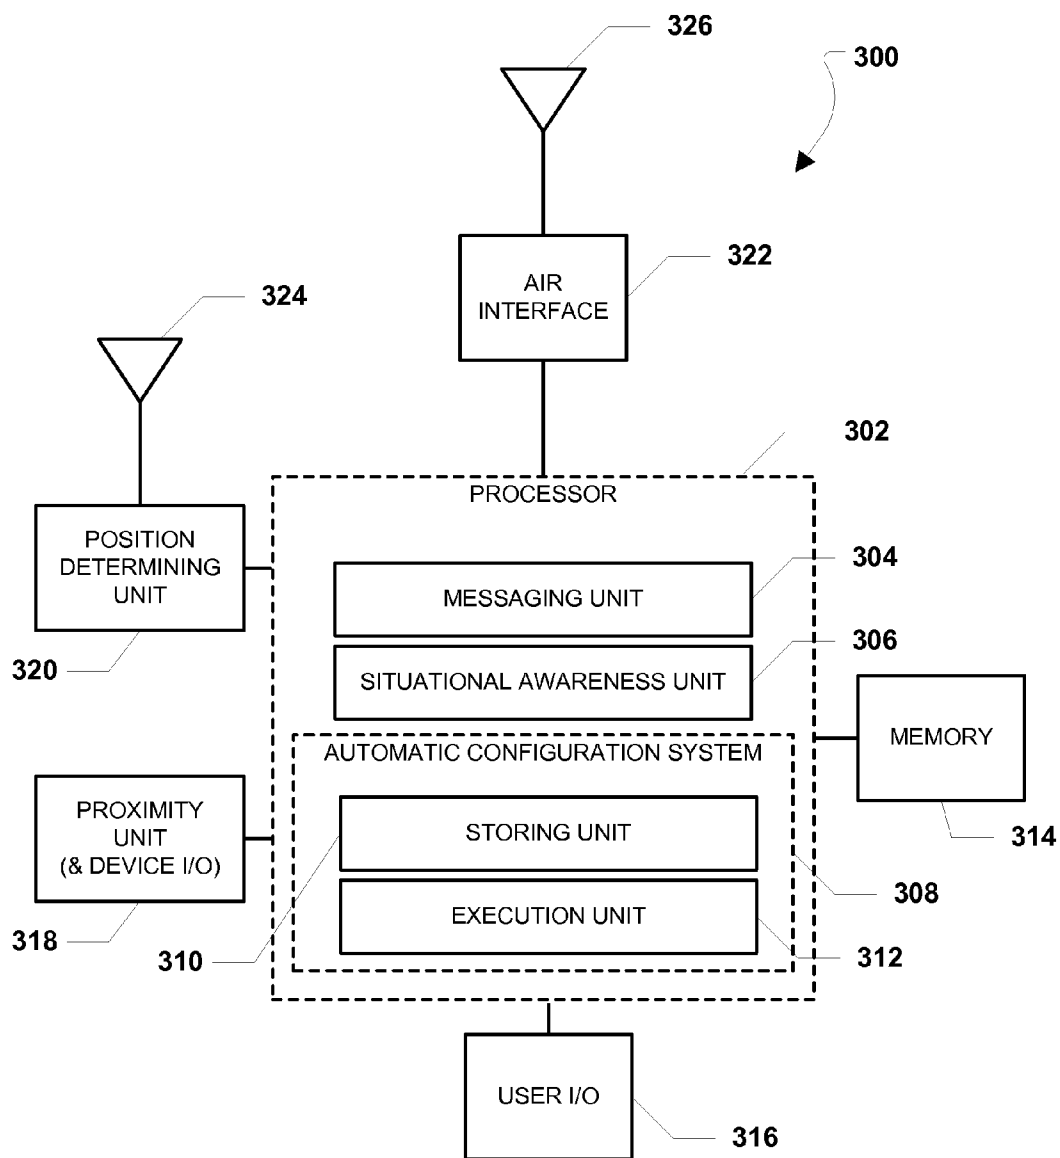 326
300
AIR
INTERFACE
322
324
302
PROCESSOR
POSITION
DETERMINING
UNIT
320
MESSAGING UNIT
304
SITUATIONAL AWARENESS UNIT
306
MEMORY
314
AUTOMATIC CONFIGURATION SYSTEM
PROXIMITY
UNIT
(& DEVICE I/O)
318
STORING UNIT
308
310
EXECUTION UNIT
312
USER I/O
316